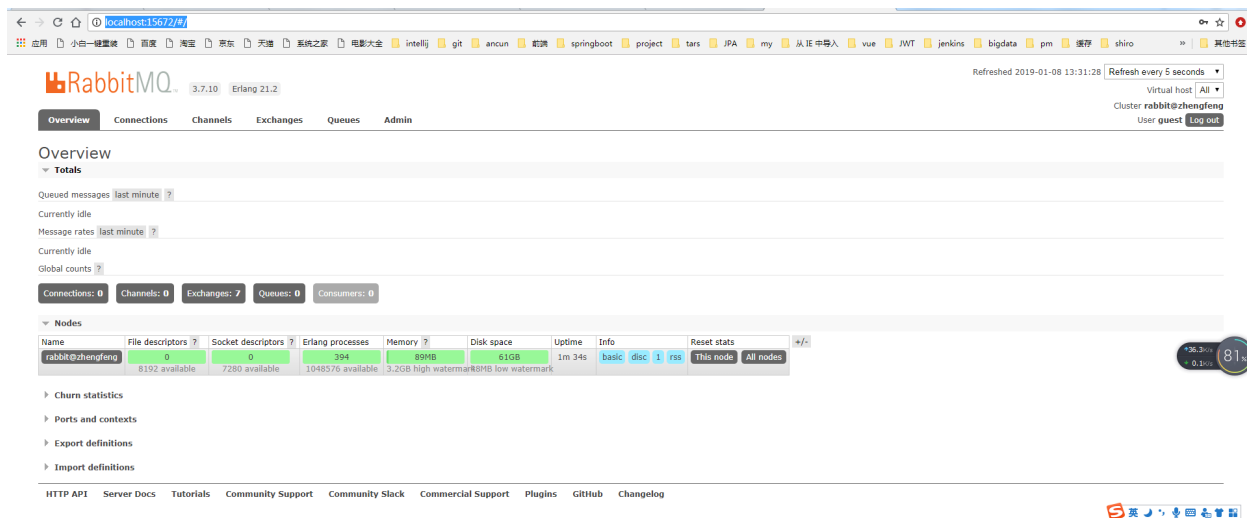 localhost:15672/#/
应用 小白一键重装 百度 淘宝 京东 天猫 系统之家 电影大全 intellij git ancun 前端 springboot project tars JPA my 从 IE 中导入 vue JWT jenkins bigdata pm 缓存 shiro » 其他书签
Refreshed 2019-01-08 13:31:28 Refresh every 5 seconds
RabbitMQ 3.7.10 Erlang 21.2
Virtual host All
Cluster rabbit@zhengfeng
User guest Log out
Overview Connections Channels Exchanges Queues Admin
Overview
Totals
Queued messages last minute ?
Currently idle
Message rates last minute ?
Currently idle
Global counts ?
Connections: 0 Channels: 0 Exchanges: 7 Queues: 0 Consumers: 0
Nodes
Name File descriptors ? Socket descriptors ? Erlang processes Memory ? Disk space Uptime Info Reset stats +/-
rabbit@zhengfeng 0 0 394 89MB 61GB 1m 34s basic disc 1 rss This node All nodes
8192 available 7280 available 1048576 available 3.2GB high watermark 48MB low watermark
36.3K/s
0.1K/s
81%
Churn statistics
Ports and contexts
Export definitions
Import definitions
HTTP API Server Docs Tutorials Community Support Community Slack Commercial Support Plugins GitHub Changelog
英